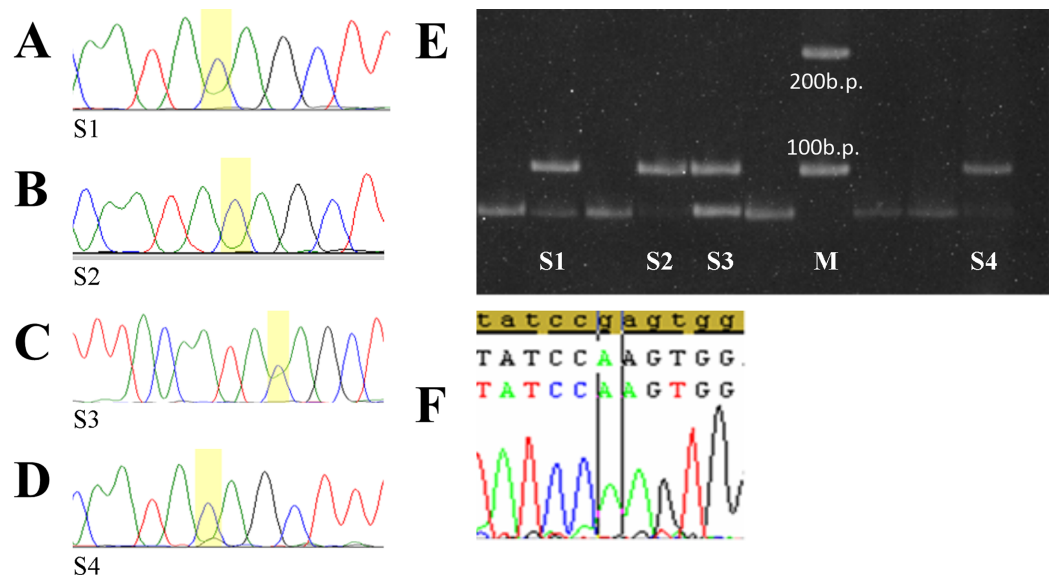 A
S1
B
S2
C
S3
D
S4
E
200b.p.
100b.p.
S1 S2 S3 M S4
F
tatccgagtgg
TATCCAAGTGG.
TATCCAAGTGG